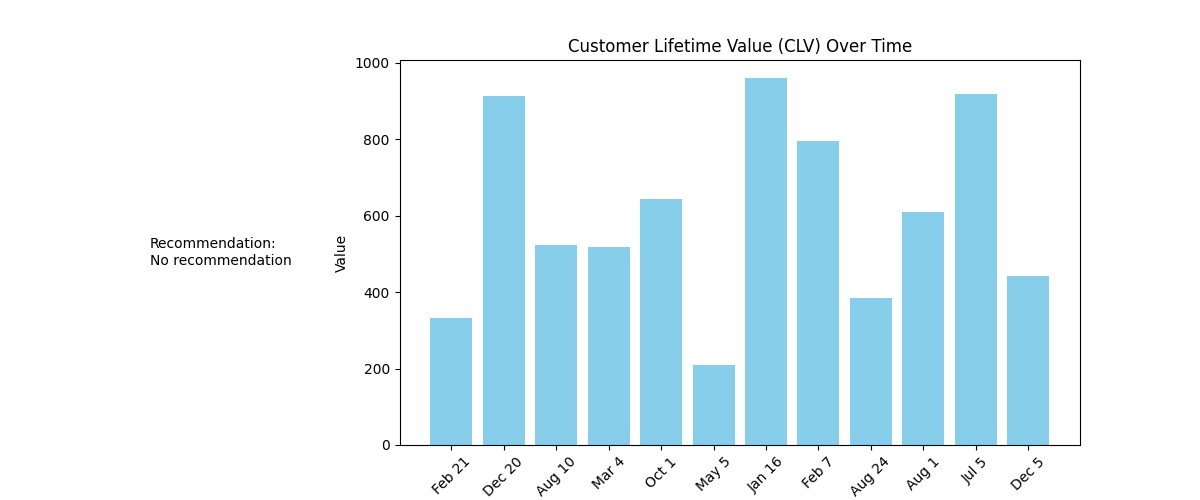 Customer Lifetime Value (CLV) Over Time
Recommendation:
No recommendation
Value
1000
800
600
400
200
0
Feb 21
Dec 20
Aug 10
Mar 4
Oct 1
May 5
Jan 16
Feb 7
Aug 24
Aug 1
Jul 5
Dec 5